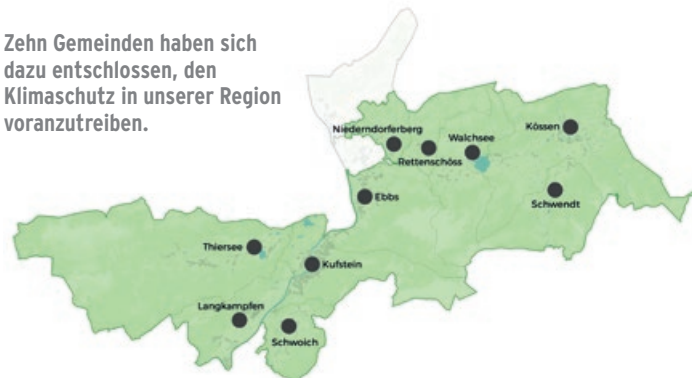 Zehn Gemeinden haben sich
dazu entschlossen, den
Klimaschutz in unserer Region
voranzutreiben.
Niederndorferberg
Walchsee
Kössen
Rettenschöss
Ebbs
Schwendt
Thiersee
Kufstein
Langkampfen
Schwoich